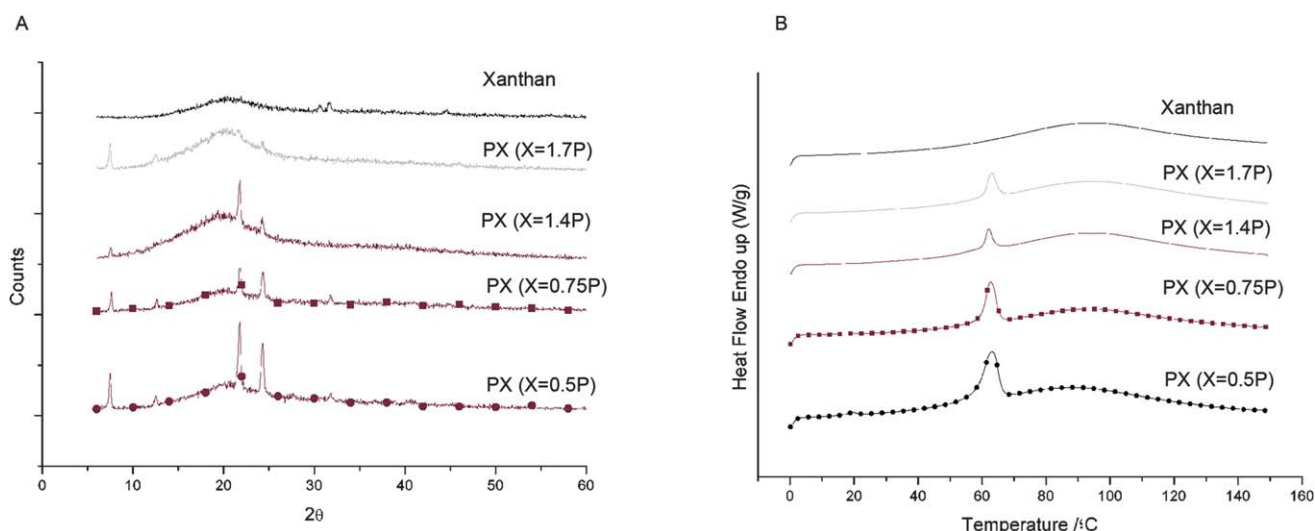 A
Xanthan
PX (X=1.7P)
PX (X=1.4P)
PX (X=0.75P)
PX (X=0.5P)
Counts
0 10 20 30 40 50 60
2θ
B
Xanthan
PX (X=1.7P)
PX (X=1.4P)
PX (X=0.75P)
PX (X=0.5P)
Heat Flow Endo up (W/g)
0 20 40 60 80 100 120 140 160
Temperature /°C